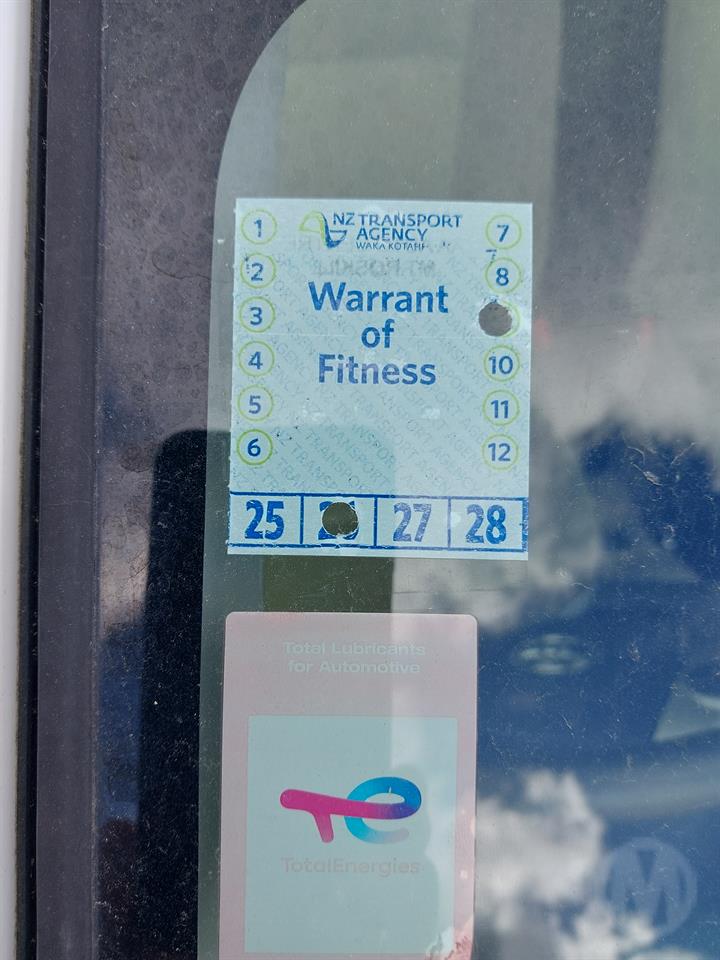 NZ TRANSPORT
AGENCY
WAKA KOTAHI
1
2
3
4
5
6
7
8
10
11
12
Warrant
of
Fitness
25
27
28
Total Lubricants
for Automotive
TotalEnergies
M